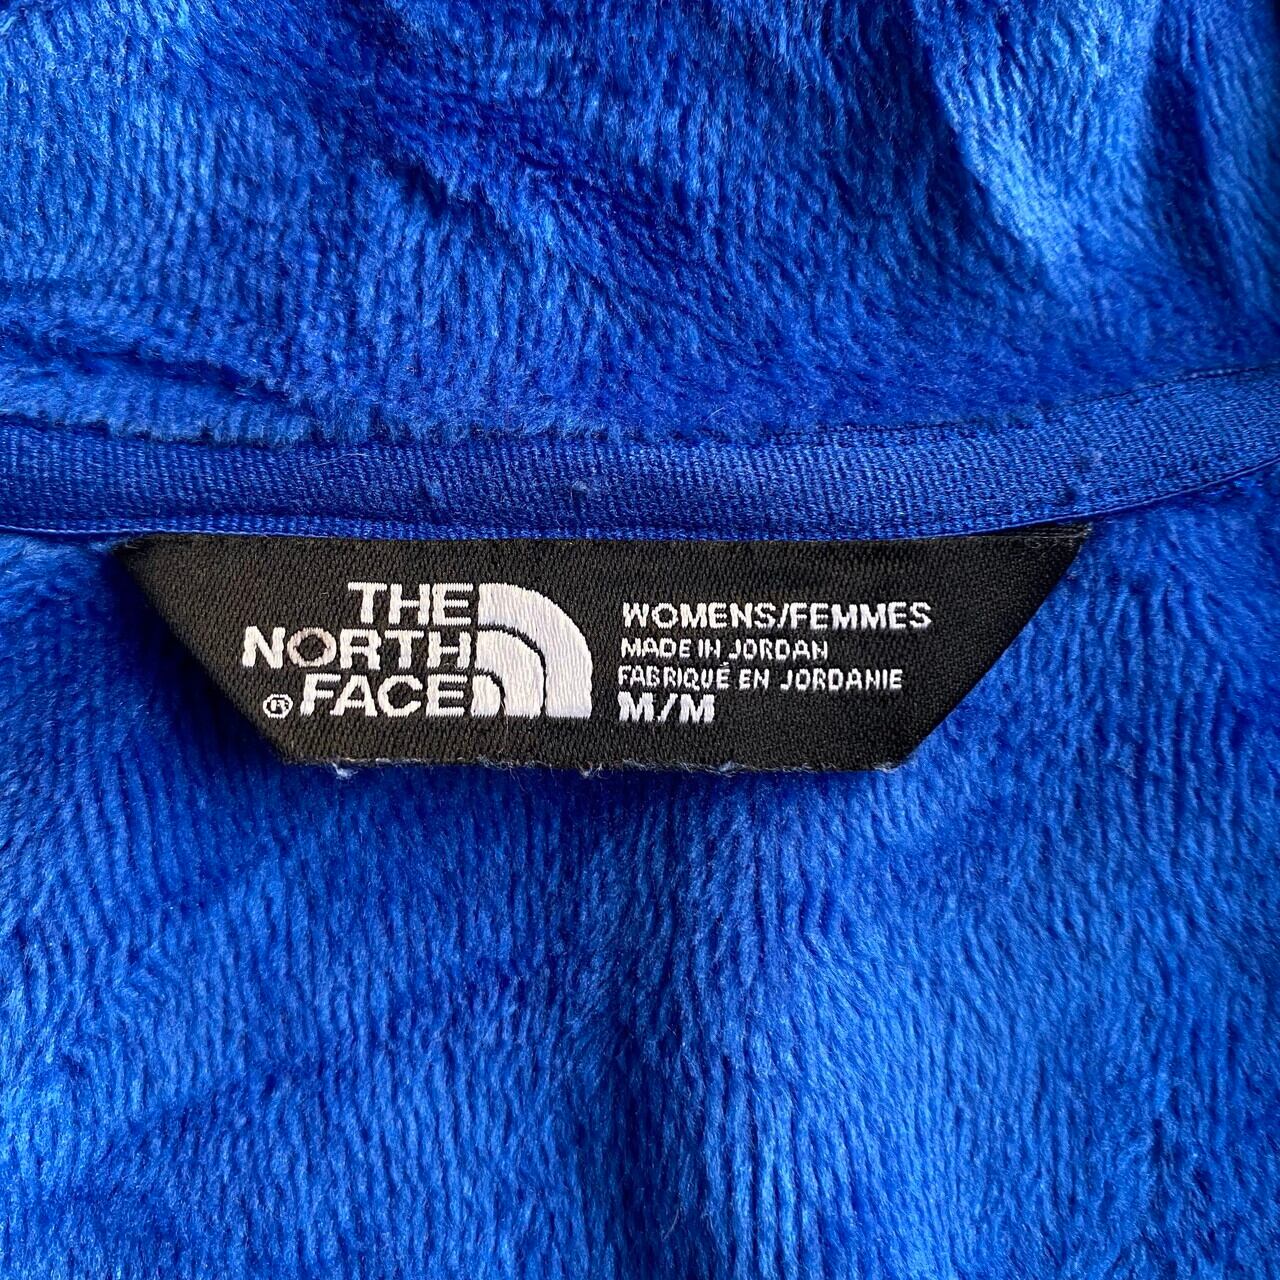 THE
NORTH
® FACE
WOMENS/FEMMES
MADE IN JORDAN
FABRIQUÉ EN JORDANIE
M/M